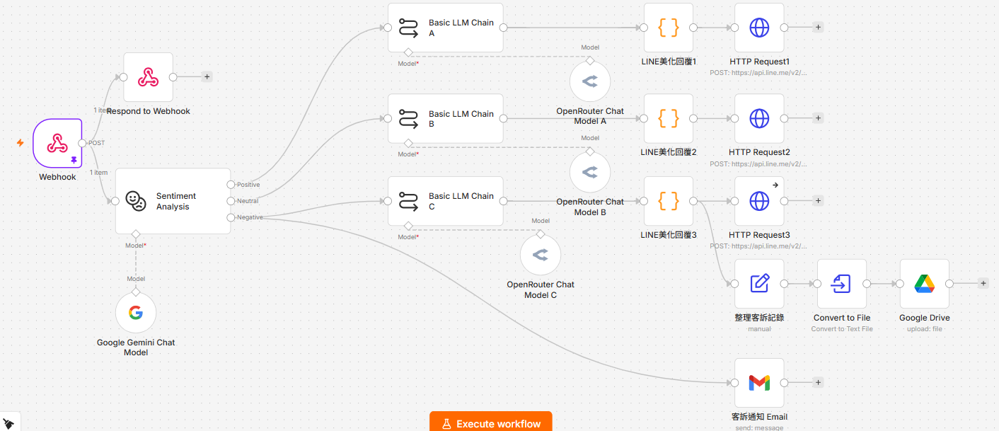 Basic LLM Chain
A
Model*
Model
OpenRouter Chat
Model A
LINE美化回覆1
HTTP Request1
POST: https://api.line.me/v2/...
1 item
Respond to Webhook
POST
Webhook
1 item
Sentiment
Analysis
Positive
Neutral
Negative
Model*
Model
Google Gemini Chat
Model
Basic LLM Chain
B
Model*
Model
OpenRouter Chat
Model B
LINE美化回覆2
HTTP Request2
POST: https://api.line.me/v2/...
Basic LLM Chain
C
Model*
Model
OpenRouter Chat
Model C
LINE美化回覆3
HTTP Request3
POST: https://api.line.me/v2/...
整理客訴記錄
manual
Convert to File
Convert to Text File
Google Drive
upload: file
客訴通知 Email
send: message
Execute workflow